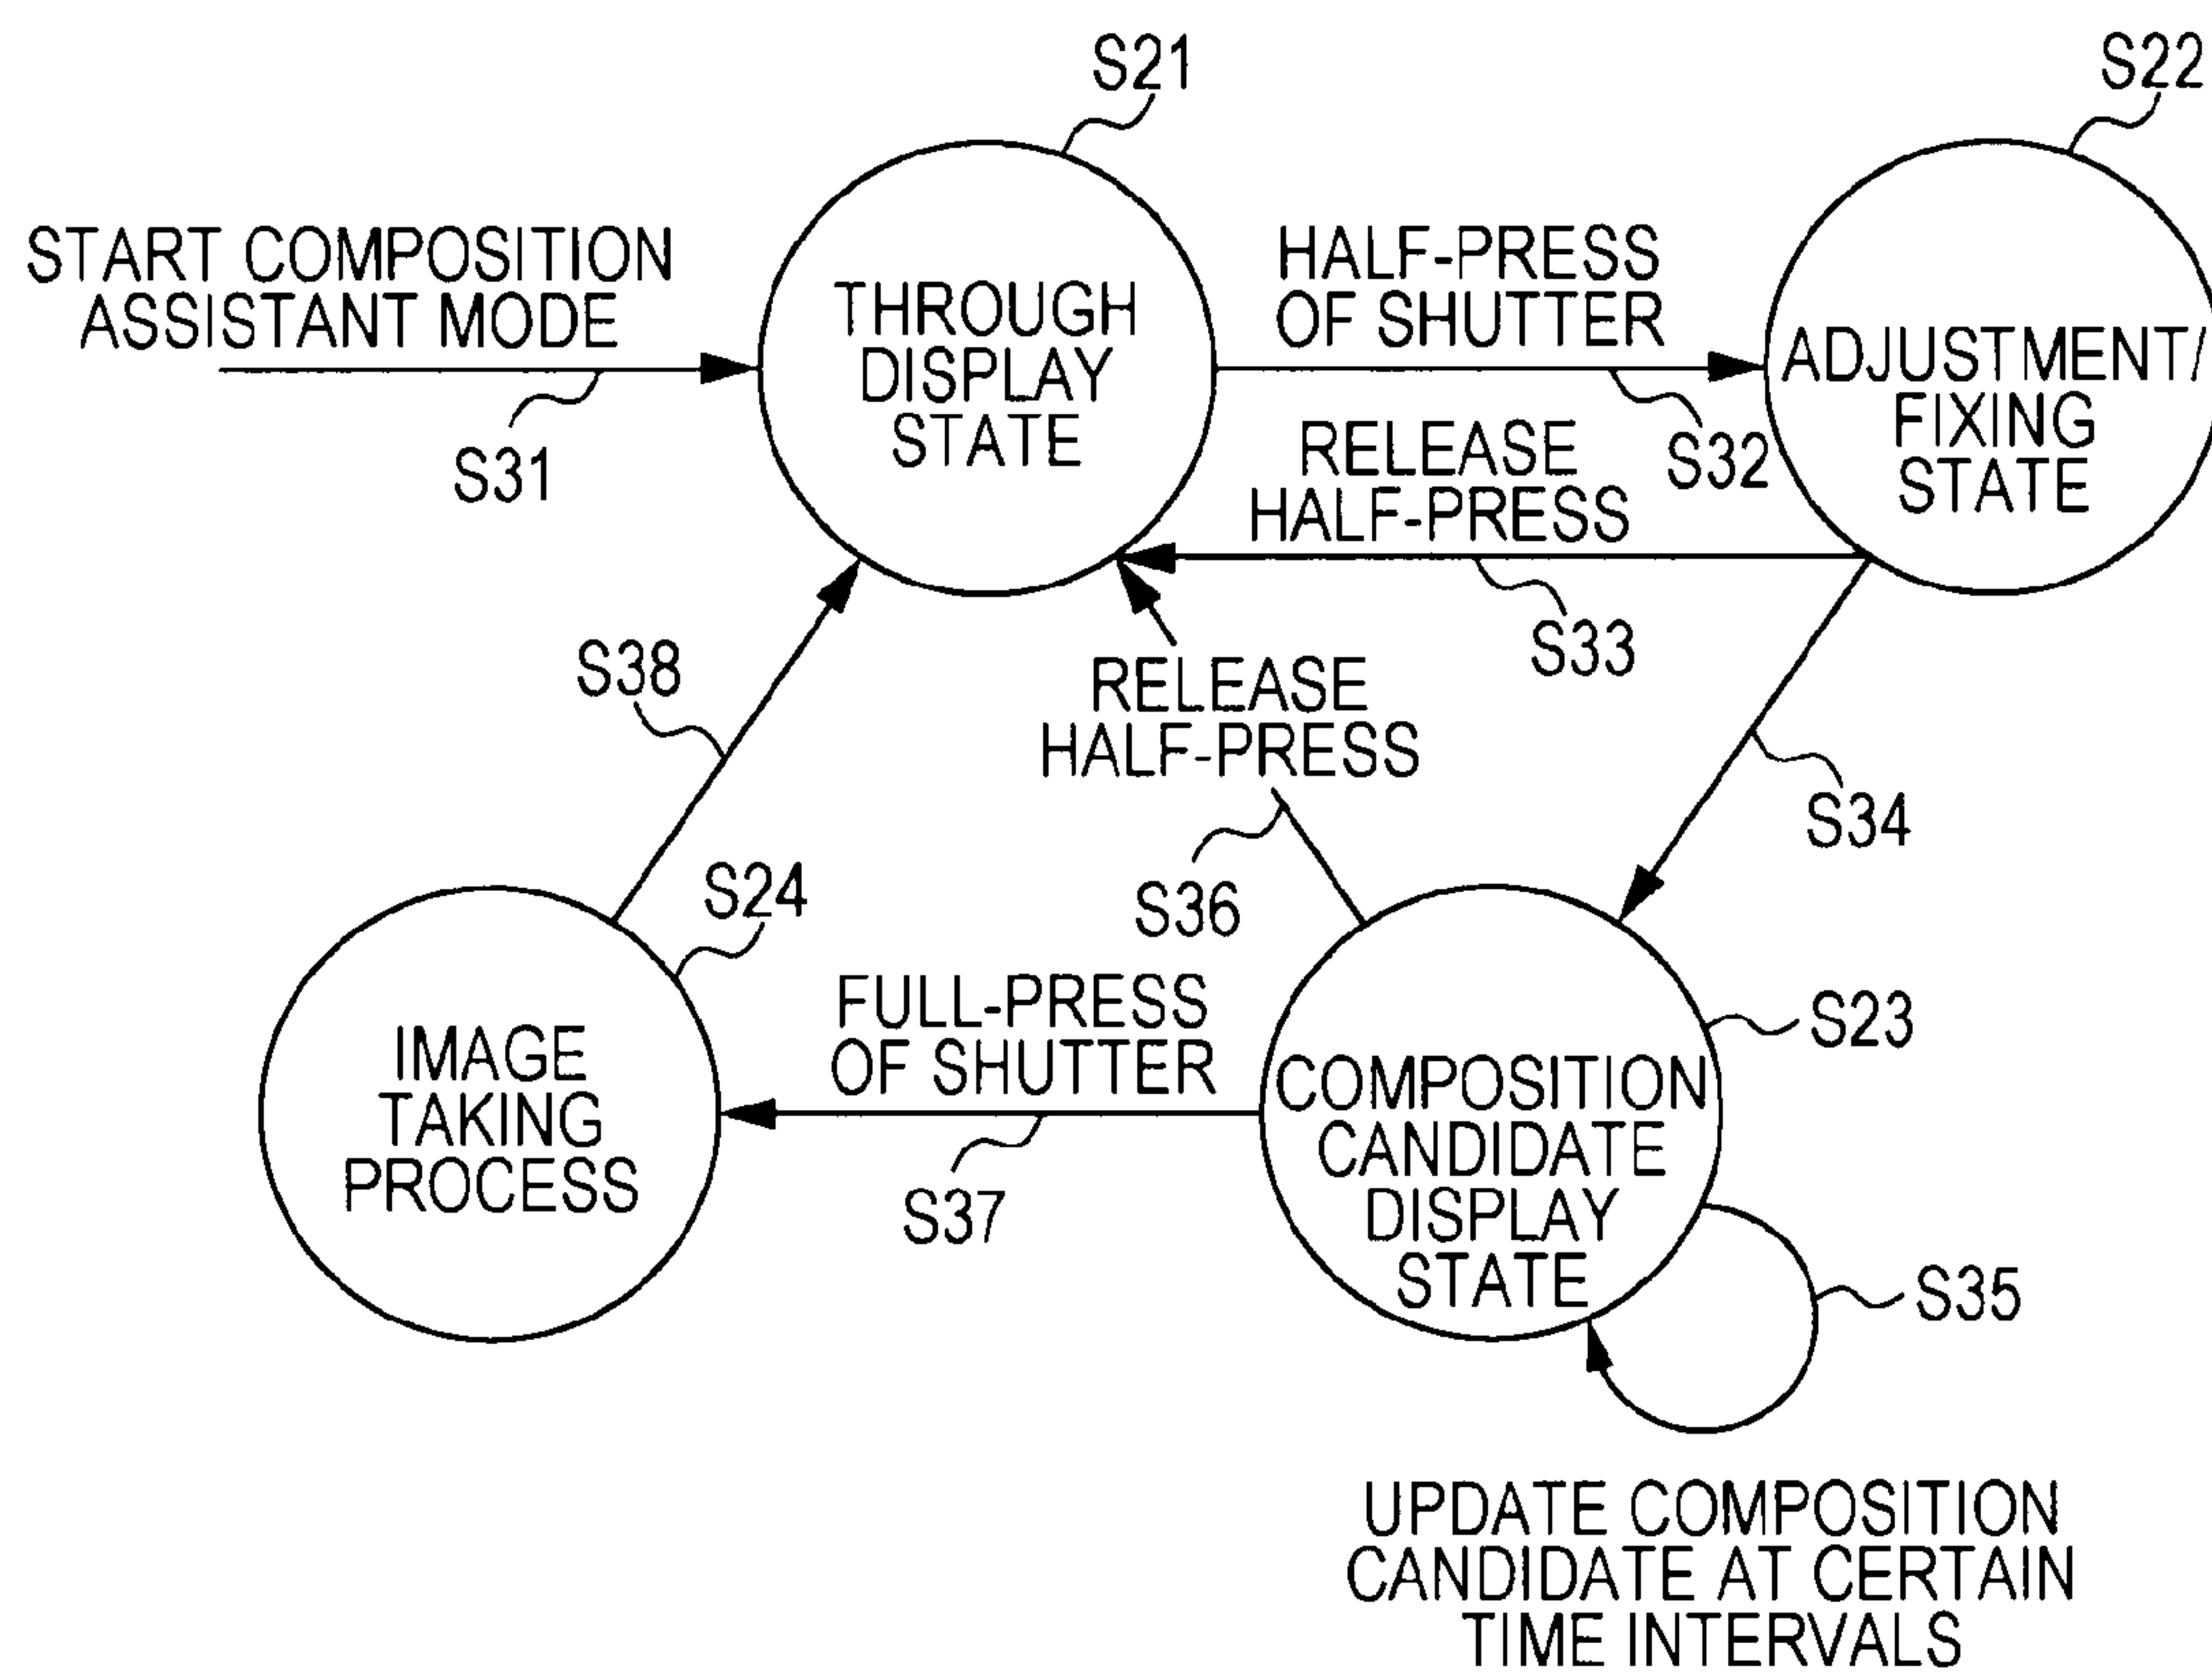 S21
S22
START COMPOSITION
ASSISTANT MODE
S31
THROUGH
DISPLAY
STATE
HALF-PRESS
OF SHUTTER
S32
ADJUSTMENT/
FIXING
STATE
RELEASE
HALF-PRESS
S33
S38
RELEASE
HALF-PRESS
S36
S34
S24
IMAGE
TAKING
PROCESS
FULL-PRESS
OF SHUTTER
S37
S23
COMPOSITION
CANDIDATE
DISPLAY
STATE
S35
UPDATE COMPOSITION
CANDIDATE AT CERTAIN
TIME INTERVALS